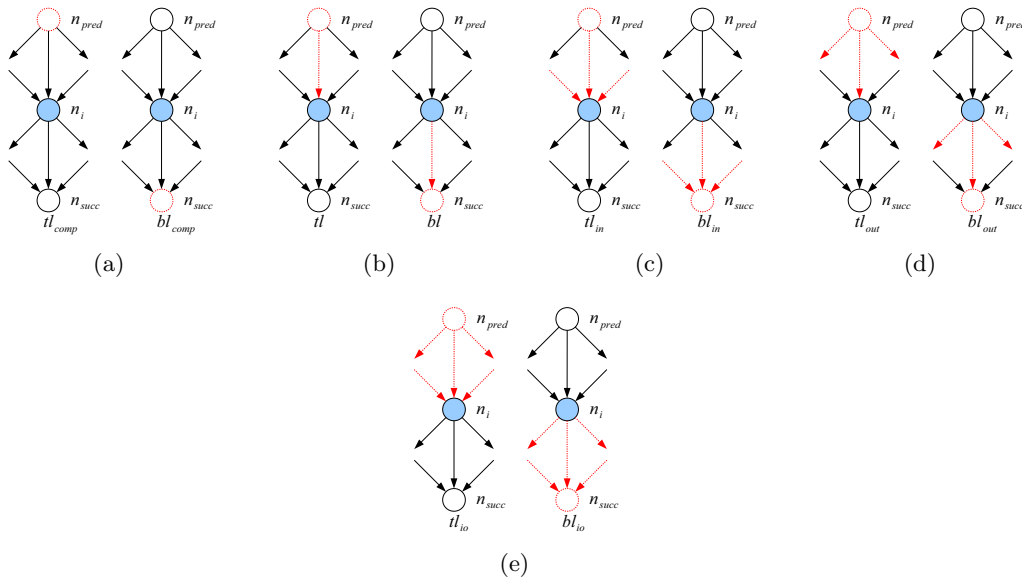 n_pred n_pred n_pred n_pred n_pred n_pred n_pred n_pred
n_i n_i n_i n_i n_i n_i n_i n_i
n_succ n_succ n_succ n_succ n_succ n_succ n_succ n_succ
tl_comp bl_comp tl bl tl_in bl_in tl_out bl_out
(a) (b) (c) (d)
n_pred n_pred
n_i n_i
n_succ n_succ
tl_io bl_io
(e)